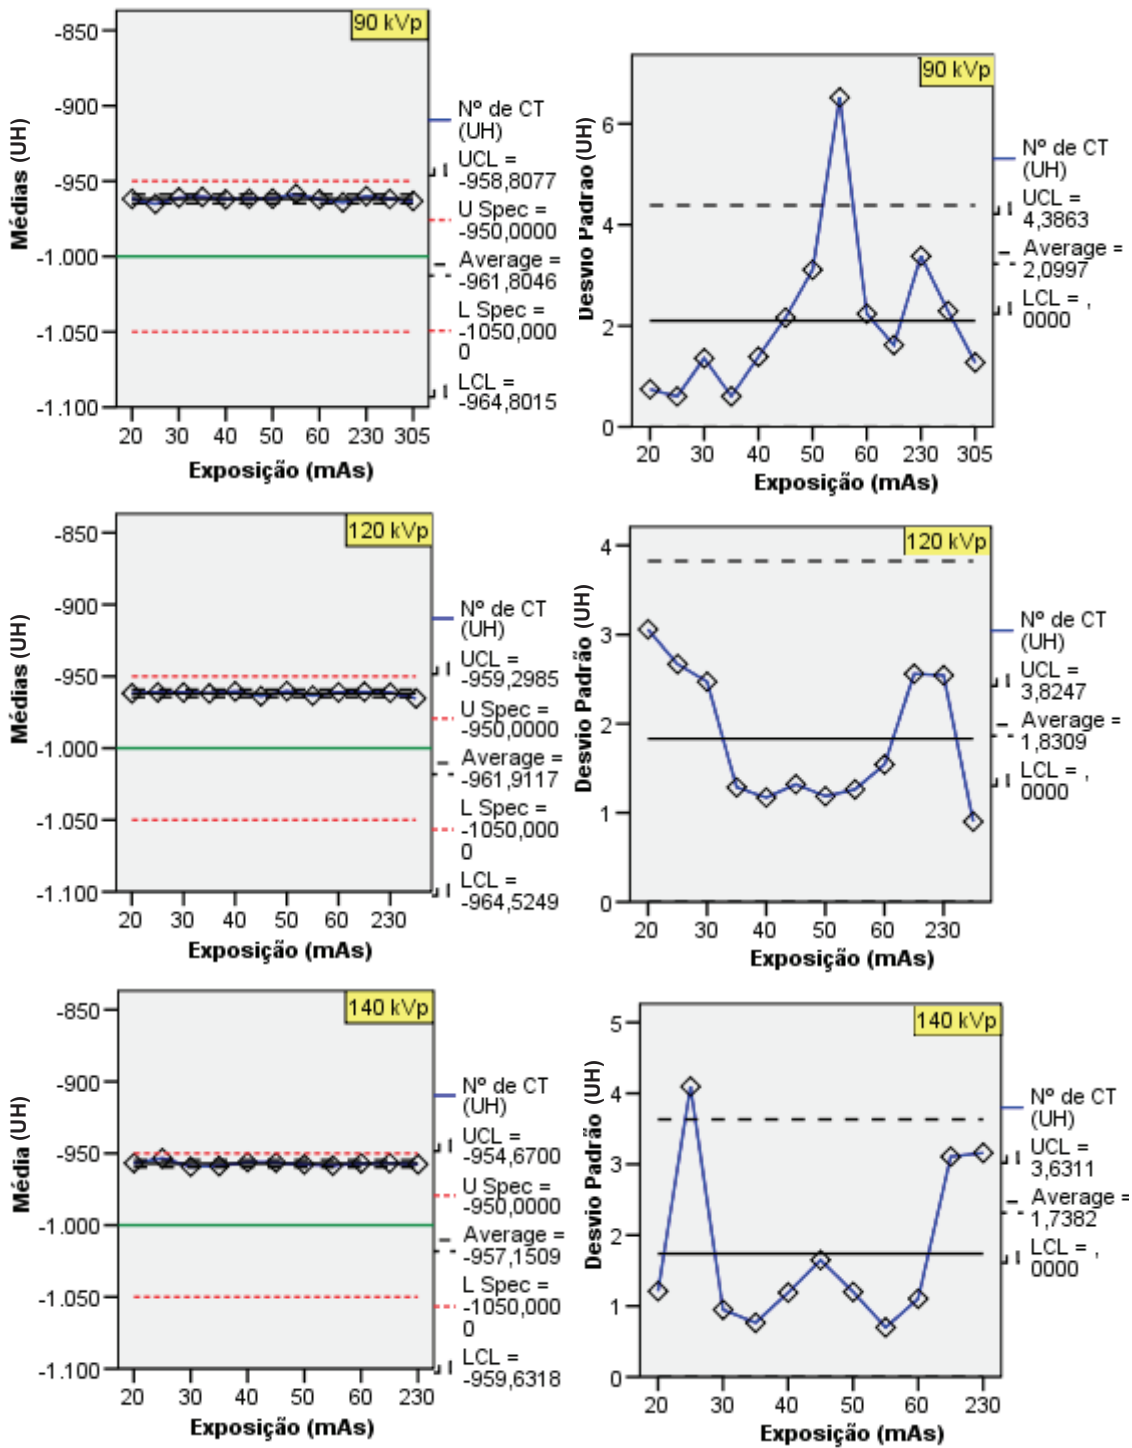 90 kVp
Médias (UH)
-850
-900
-950
-1.000
-1.050
-1.100
20 30 40 50 60 230 305
Exposição (mAs)
Nº de CT
(UH)
UCL =
-958,8077
U Spec =
-950,0000
Average =
-961,8046
L Spec =
-1050,000
0
LCL =
-964,8015
90 kVp
Desvio Padrão (UH)
6
4
2
0
20 30 40 50 60 230 305
Exposição (mAs)
Nº de CT
(UH)
UCL =
4,3863
Average =
2,0997
LCL = ,
0000
120 kVp
Médias (UH)
-850
-900
-950
-1.000
-1.050
-1.100
20 30 40 50 60 230
Exposição (mAs)
Nº de CT
(UH)
UCL =
-959,2985
U Spec =
-950,0000
Average =
-961,9117
L Spec =
-1050,000
0
LCL =
-964,5249
120 kVp
Desvio Padrão (UH)
4
3
2
1
0
20 30 40 50 60 230
Exposição (mAs)
Nº de CT
(UH)
UCL =
3,8247
Average =
1,8309
LCL = ,
0000
140 kVp
Média (UH)
-850
-900
-950
-1.000
-1.050
-1.100
20 30 40 50 60 230
Exposição (mAs)
Nº de CT
(UH)
UCL =
-954,6700
U Spec =
-950,0000
Average =
-957,1509
L Spec =
-1050,000
0
LCL =
-959,6318
140 kVp
Desvio Padrão (UH)
5
4
3
2
1
0
20 30 40 50 60 230
Exposição (mAs)
Nº de CT
(UH)
UCL =
3,6311
Average =
1,7382
LCL = ,
0000